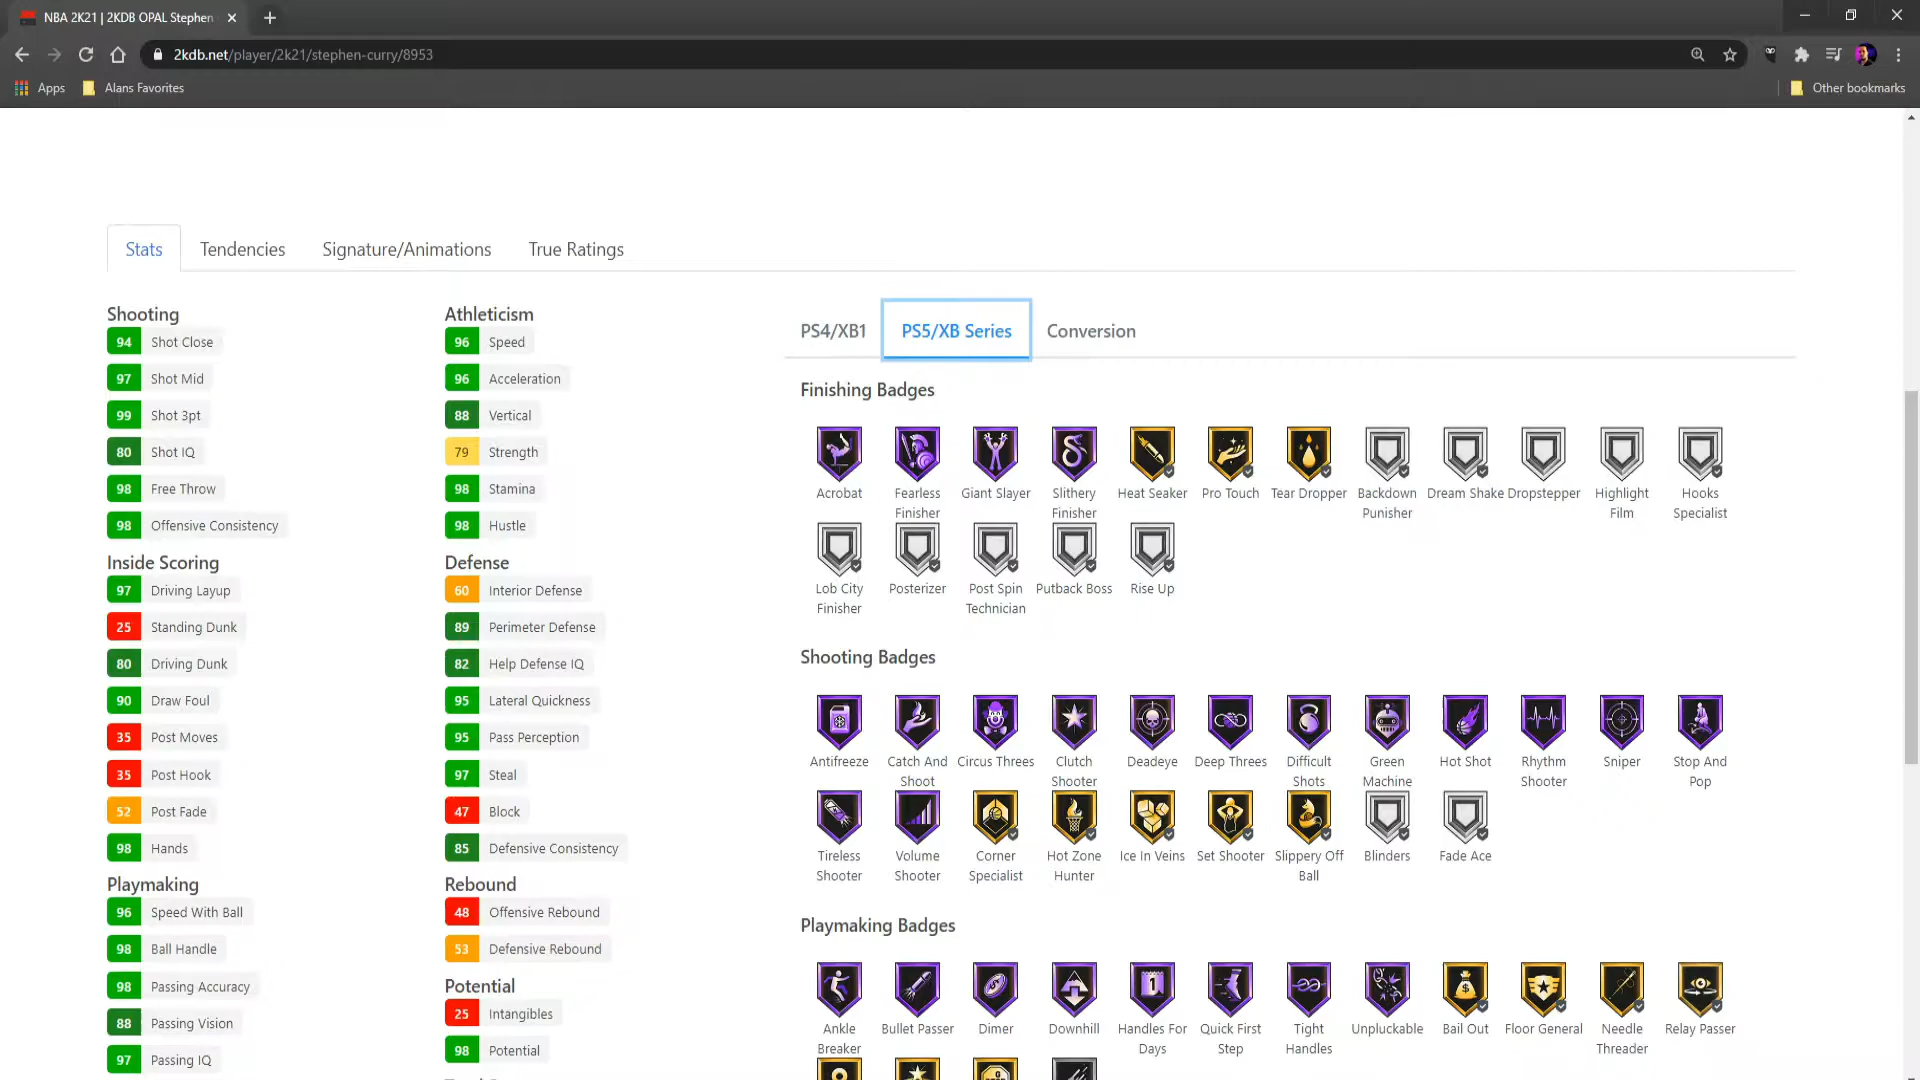 NBA 2K21 | 2KDB OPAL Stephen
2kdb.net/player/2k21/stephen-curry/8953
Apps Alans Favorites Other bookmarks
Stats Tendencies Signature/Animations True Ratings
Shooting
94 Shot Close
97 Shot Mid
99 Shot 3pt
80 Shot IQ
98 Free Throw
98 Offensive Consistency
Inside Scoring
97 Driving Layup
25 Standing Dunk
80 Driving Dunk
90 Draw Foul
35 Post Moves
35 Post Hook
52 Post Fade
98 Hands
Playmaking
96 Speed With Ball
98 Ball Handle
98 Passing Accuracy
88 Passing Vision
97 Passing IQ
Athleticism
96 Speed
96 Acceleration
88 Vertical
79 Strength
98 Stamina
98 Hustle
Defense
60 Interior Defense
89 Perimeter Defense
82 Help Defense IQ
95 Lateral Quickness
95 Pass Perception
97 Steal
47 Block
85 Defensive Consistency
Rebound
48 Offensive Rebound
53 Defensive Rebound
Potential
25 Intangibles
98 Potential
PS4/XB1 PS5/XB Series Conversion
Finishing Badges
Acrobat Fearless Giant Slayer Slithery Heat Seeker Pro Touch Tear Dropper Backdown Dream Shake Dropstepper Highlight Hooks
Finisher Finisher Punisher Film Specialist
Lob City Posterizer Post Spin Putback Boss Rise Up
Finisher Technician
Shooting Badges
Antifreeze Catch And Circus Threes Clutch Deadeye Deep Threes Difficult Green Hot Shot Rhythm Sniper Stop And
Shoot Shooter Shots Machine Shooter Pop
Tireless Volume Corner Hot Zone Ice In Veins Set Shooter Slippery Off Blinders Fade Ace
Shooter Shooter Specialist Hunter Ball
Playmaking Badges
Ankle Bullet Passer Dimer Downhill Handles For Quick First Tight Unpluckable Bail Out Floor General Needle Relay Passer
Breaker Days Step Handles Threader